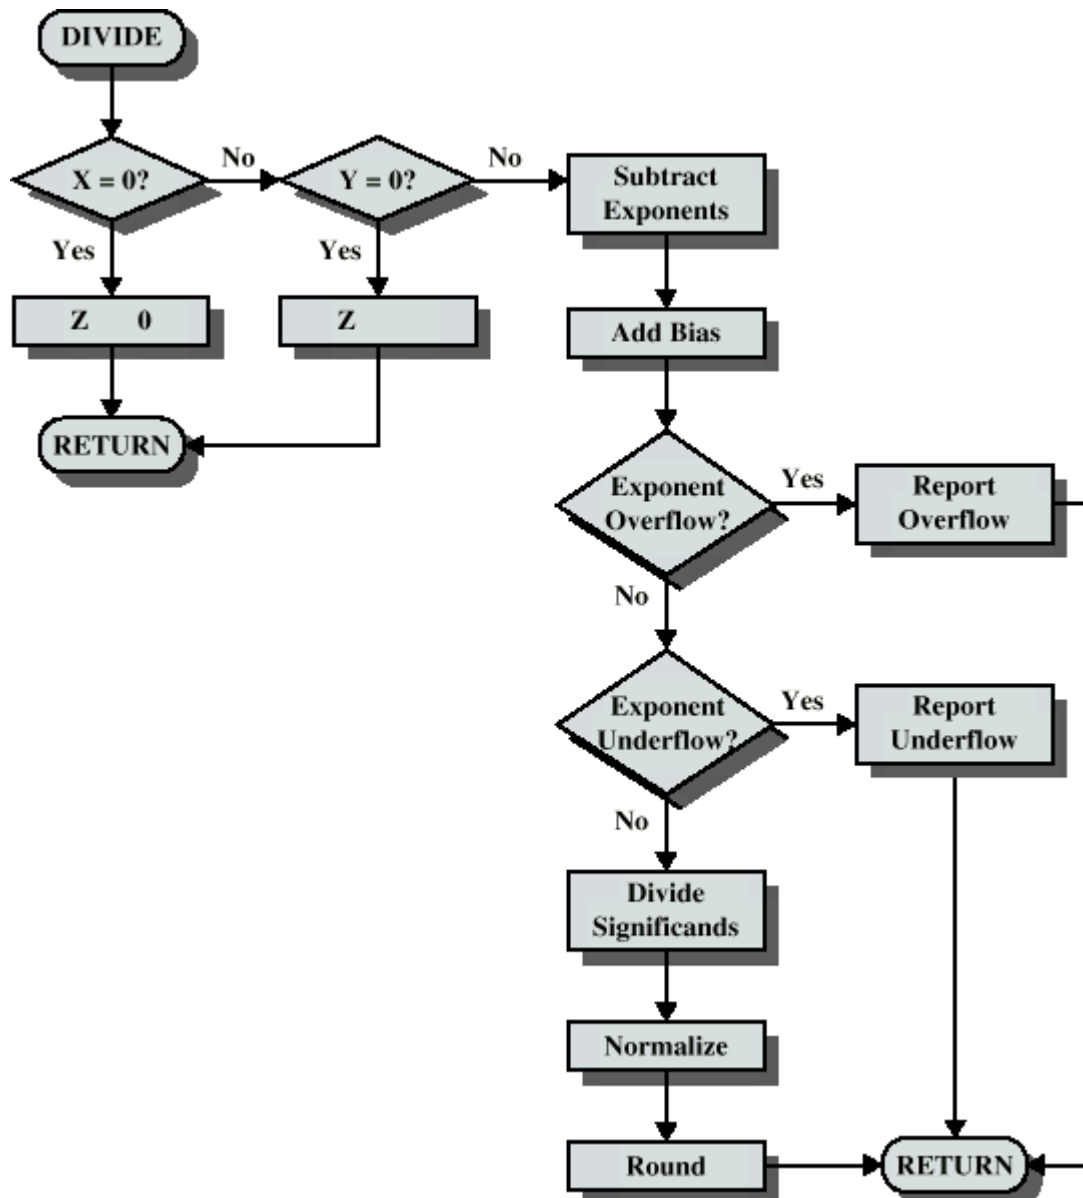 DIVIDE
X = 0?
No
Y = 0?
No
Subtract
Exponents
Yes
Yes
Z 0
Z
Add Bias
RETURN
Exponent
Overflow?
Yes
Report
Overflow
No
Exponent
Underflow?
Yes
Report
Underflow
No
Divide
Significands
Normalize
Round
RETURN